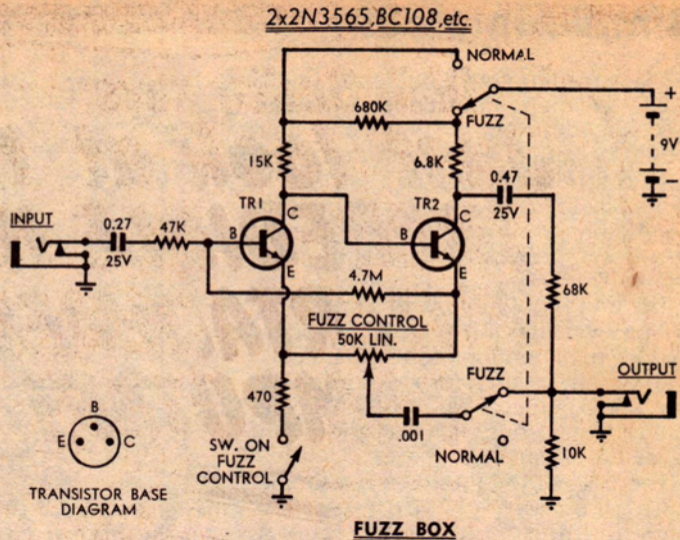 2x2N3565,BC108,etc.
NORMAL
680K
FUZZ
+
15K
6.8K
0.47
25V
9V
-
TR1
C
B
E
TR2
C
B
E
INPUT
0.27
25V
47K
4.7M
68K
FUZZ CONTROL
50K LIN.
FUZZ
OUTPUT
470
.001
NORMAL
10K
SW. ON
FUZZ
CONTROL
B
E
C
TRANSISTOR BASE
DIAGRAM
FUZZ BOX